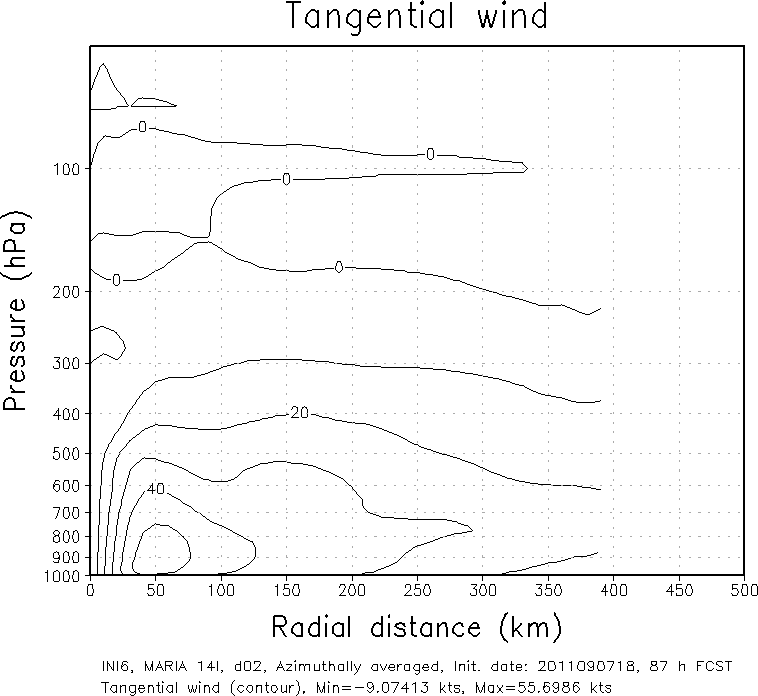 Tangential wind
0
0
100
0
Pressure (hPa)
0
0
200
300
400
20
500
600
40
700
800
900
1000
0 50 100 150 200 250 300 350 400 450 500
Radial distance (km)
INI6, MARIA 14l, d02, Azimuthally averaged, Init. date: 2011090718, 87 h FCST
Tangential wind (contour), Min=-9.07413 kts, Max=55.6986 kts